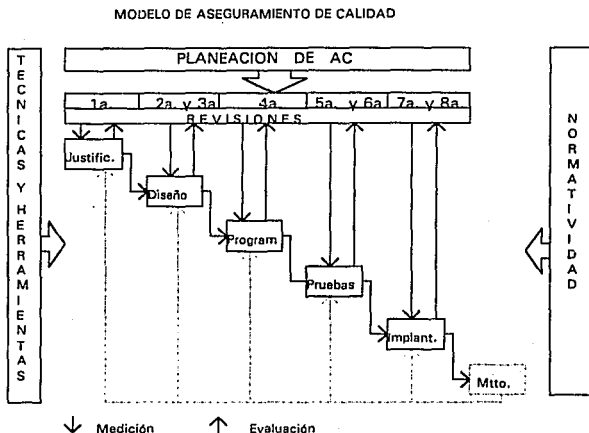 MODELO DE ASEGURAMIENTO DE CALIDAD
TECNICAS Y HERRAMIENTAS
PLANEACION DE AC
1a. 2a. y 3a. 4a. 5a. y 6a. 7a. y 8a.
REVISIONES
Justific.
Diseño
Program
Pruebas
Implant.
Mtto.
NORMATIVIDAD
Medición Evaluación